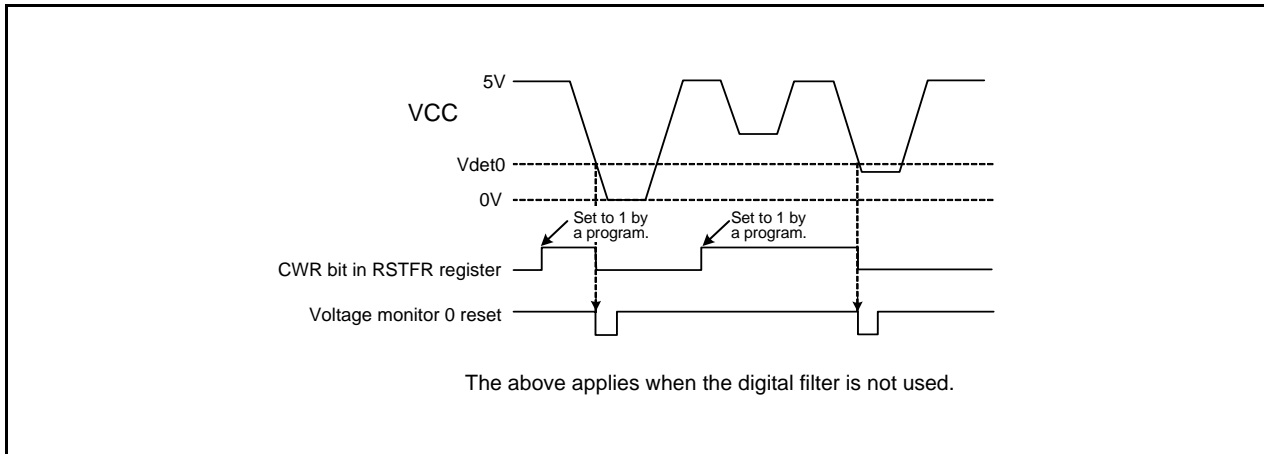 5V
VCC
Vdet0
0V
Set to 1 by
a program.
Set to 1 by
a program.
CWR bit in RSTFR register
Voltage monitor 0 reset
The above applies when the digital filter is not used.